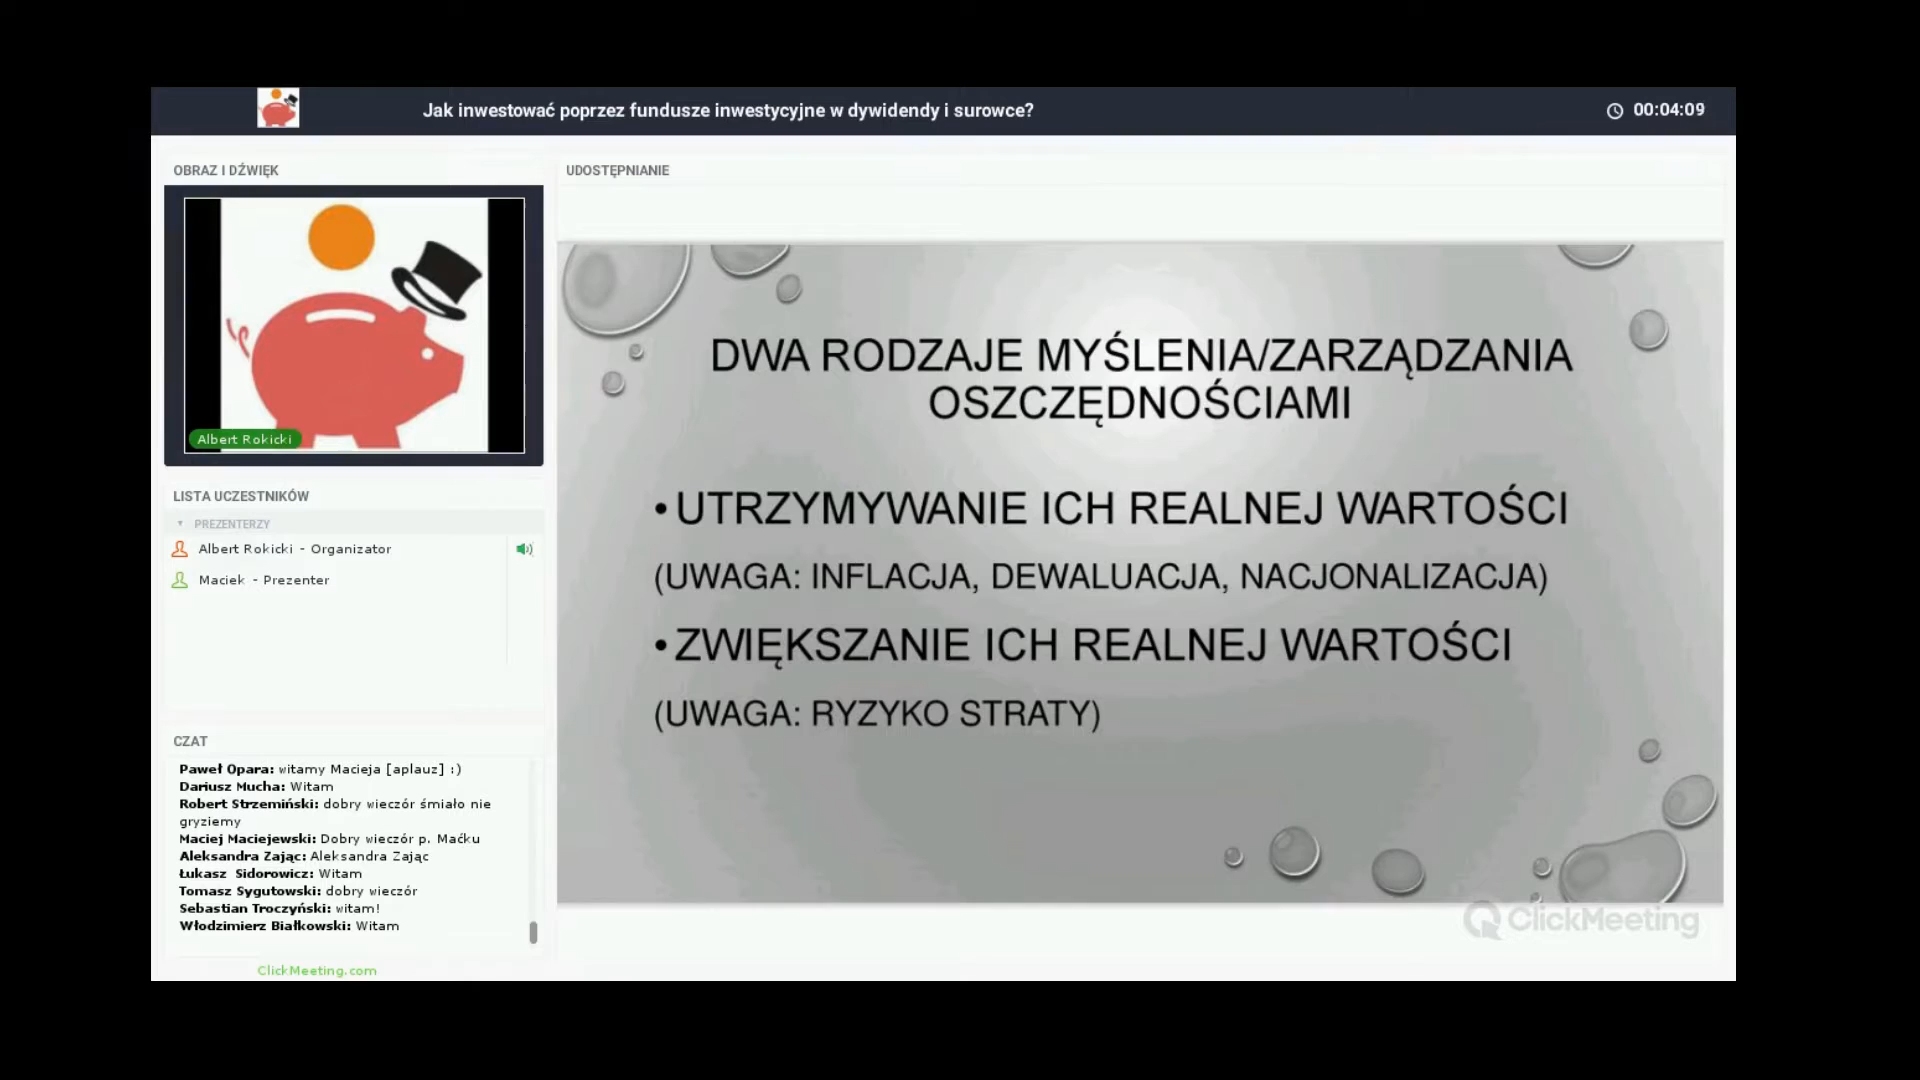 Jak inwestować poprzez fundusze inwestycyjne w dywidendy i surowce?
00:04:09
OBRAZ I DŹWIĘK
Albert Rokicki
LISTA UCZESTNIKÓW
PREZENTERZY
Albert Rokicki - Organizator
Maciek - Prezenter
CZAT
Paweł Opara: witamy Macieja [aplauz] :)
Dariusz Mucha: Witam
Robert Strzemiński: dobry wieczór śmiało nie
gryziemy
Maciej Maciejewski: Dobry wieczór p. Maćku
Aleksandra Zając: Aleksandra Zając
Łukasz Sidorowicz: Witam
Tomasz Sygutowski: dobry wieczór
Sebastian Troczyński: witam!
Włodzimierz Białkowski: Witam
ClickMeeting.com
UDOSTĘPNIANIE
DWA RODZAJE MYŚLENIA/ZARZĄDZANIA
OSZCZĘDNOŚCIAMI
• UTRZYMYWANIE ICH REALNEJ WARTOŚCI
(UWAGA: INFLACJA, DEWALUACJA, NACJONALIZACJA)
• ZWIĘKSZANIE ICH REALNEJ WARTOŚCI
(UWAGA: RYZYKO STRATY)
ClickMeeting